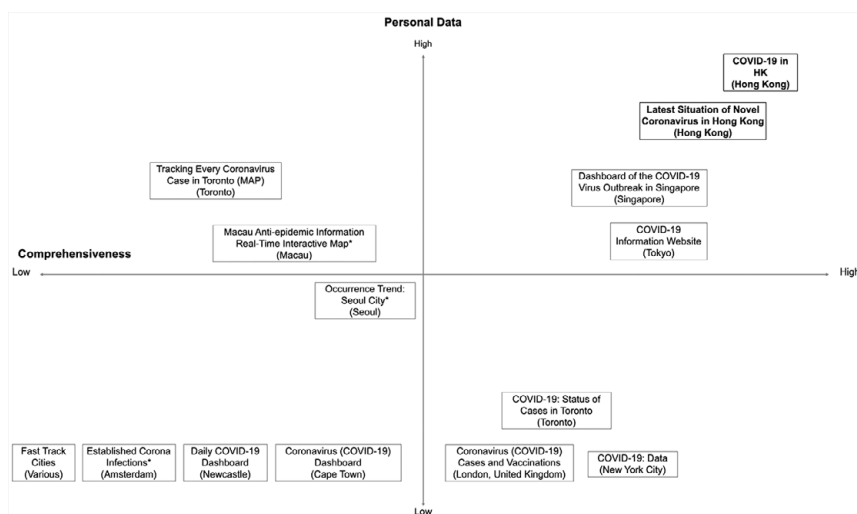 Personal Data
High
COVID-19 in
HK
(Hong Kong)
Latest Situation of Novel
Coronavirus in Hong Kong
(Hong Kong)
Tracking Every Coronavirus
Case in Toronto (MAP)
(Toronto)
Dashboard of the COVID-19
Virus Outbreak in Singapore
(Singapore)
Macau Anti-epidemic Information
Real-Time Interactive Map*
(Macau)
COVID-19
Information Website
(Tokyo)
Comprehensiveness
Low
High
Occurrence Trend:
Seoul City*
(Seoul)
COVID-19: Status of
Cases in Toronto
(Toronto)
Fast Track
Cities
(Various)
Established Corona
Infections*
(Amsterdam)
Daily COVID-19
Dashboard
(Newcastle)
Coronavirus (COVID-19)
Dashboard
(Cape Town)
Coronavirus (COVID-19)
Cases and Vaccinations
(London, United Kingdom)
COVID-19: Data
(New York City)
Low